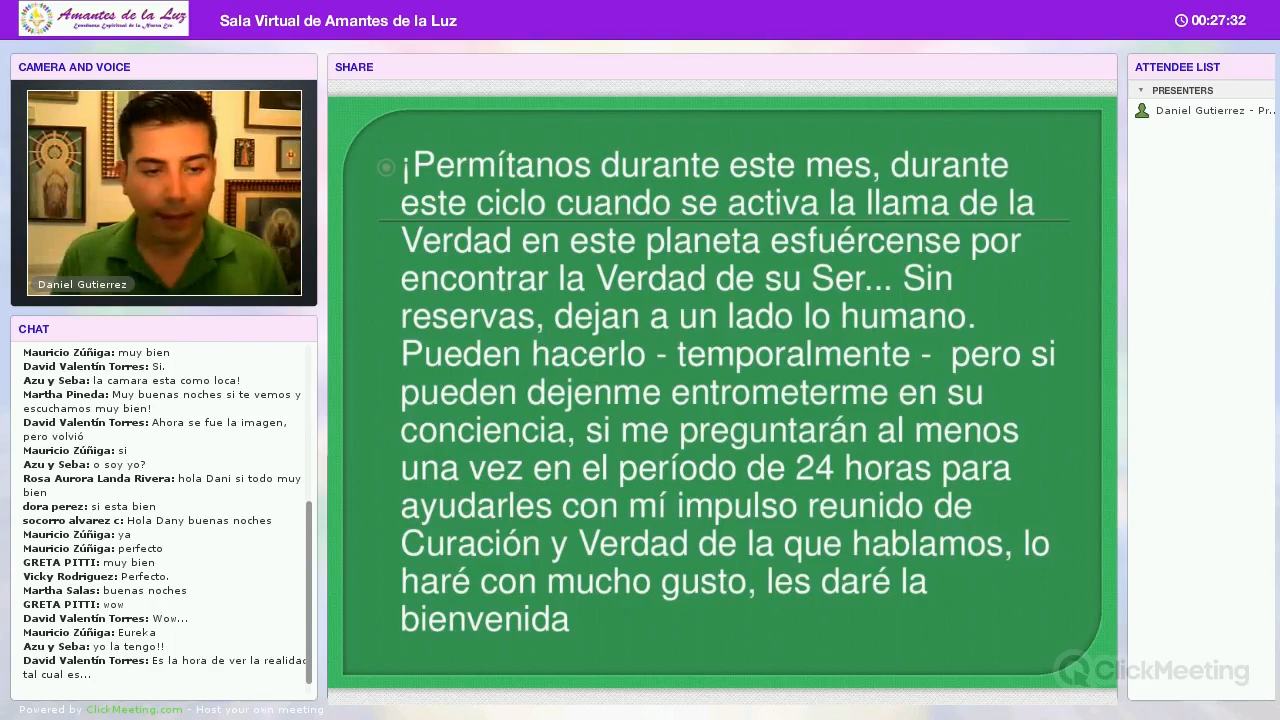 Amantes de la Luz
Enseñanza Espiritual de la Nueva Era
Sala Virtual de Amantes de la Luz
00:27:32
CAMERA AND VOICE
Daniel Gutierrez
CHAT
Mauricio Zúñiga: muy bien
David Valentín Torres: Si.
Azu y Seba: la camara esta como loca!
Martha Pineda: Muy buenas noches si te vemos y
escuchamos muy bien!
David Valentín Torres: Ahora se fue la imagen,
pero volvió
Mauricio Zúñiga: si
Azu y Seba: o soy yo?
Rosa Aurora Landa Rivera: hola Dani si todo muy
bien
dora perez: si esta bien
socorro alvarez c: Hola Dany buenas noches
Mauricio Zúñiga: ya
Mauricio Zúñiga: perfecto
GRETA PITTI: muy bien
Vicky Rodriguez: Perfecto.
Martha Salas: buenas noches
GRETA PITTI: wow
David Valentín Torres: Wow...
Mauricio Zúñiga: Eureka
Azu y Seba: yo la tengo!!
David Valentín Torres: Es la hora de ver la realidad
tal cual es...
Powered by ClickMeeting.com - Host your own meeting
SHARE
¡Permítanos durante este mes, durante
este ciclo cuando se activa la llama de la
Verdad en este planeta esfuércense por
encontrar la Verdad de su Ser... Sin
reservas, dejan a un lado lo humano.
Pueden hacerlo - temporalmente - pero si
pueden dejenme entrometerme en su
conciencia, si me preguntarán al menos
una vez en el período de 24 horas para
ayudarles con mí impulso reunido de
Curación y Verdad de la que hablamos, lo
haré con mucho gusto, les daré la
bienvenida
ClickMeeting
ATTENDEE LIST
PRESENTERS
Daniel Gutierrez - Pr...